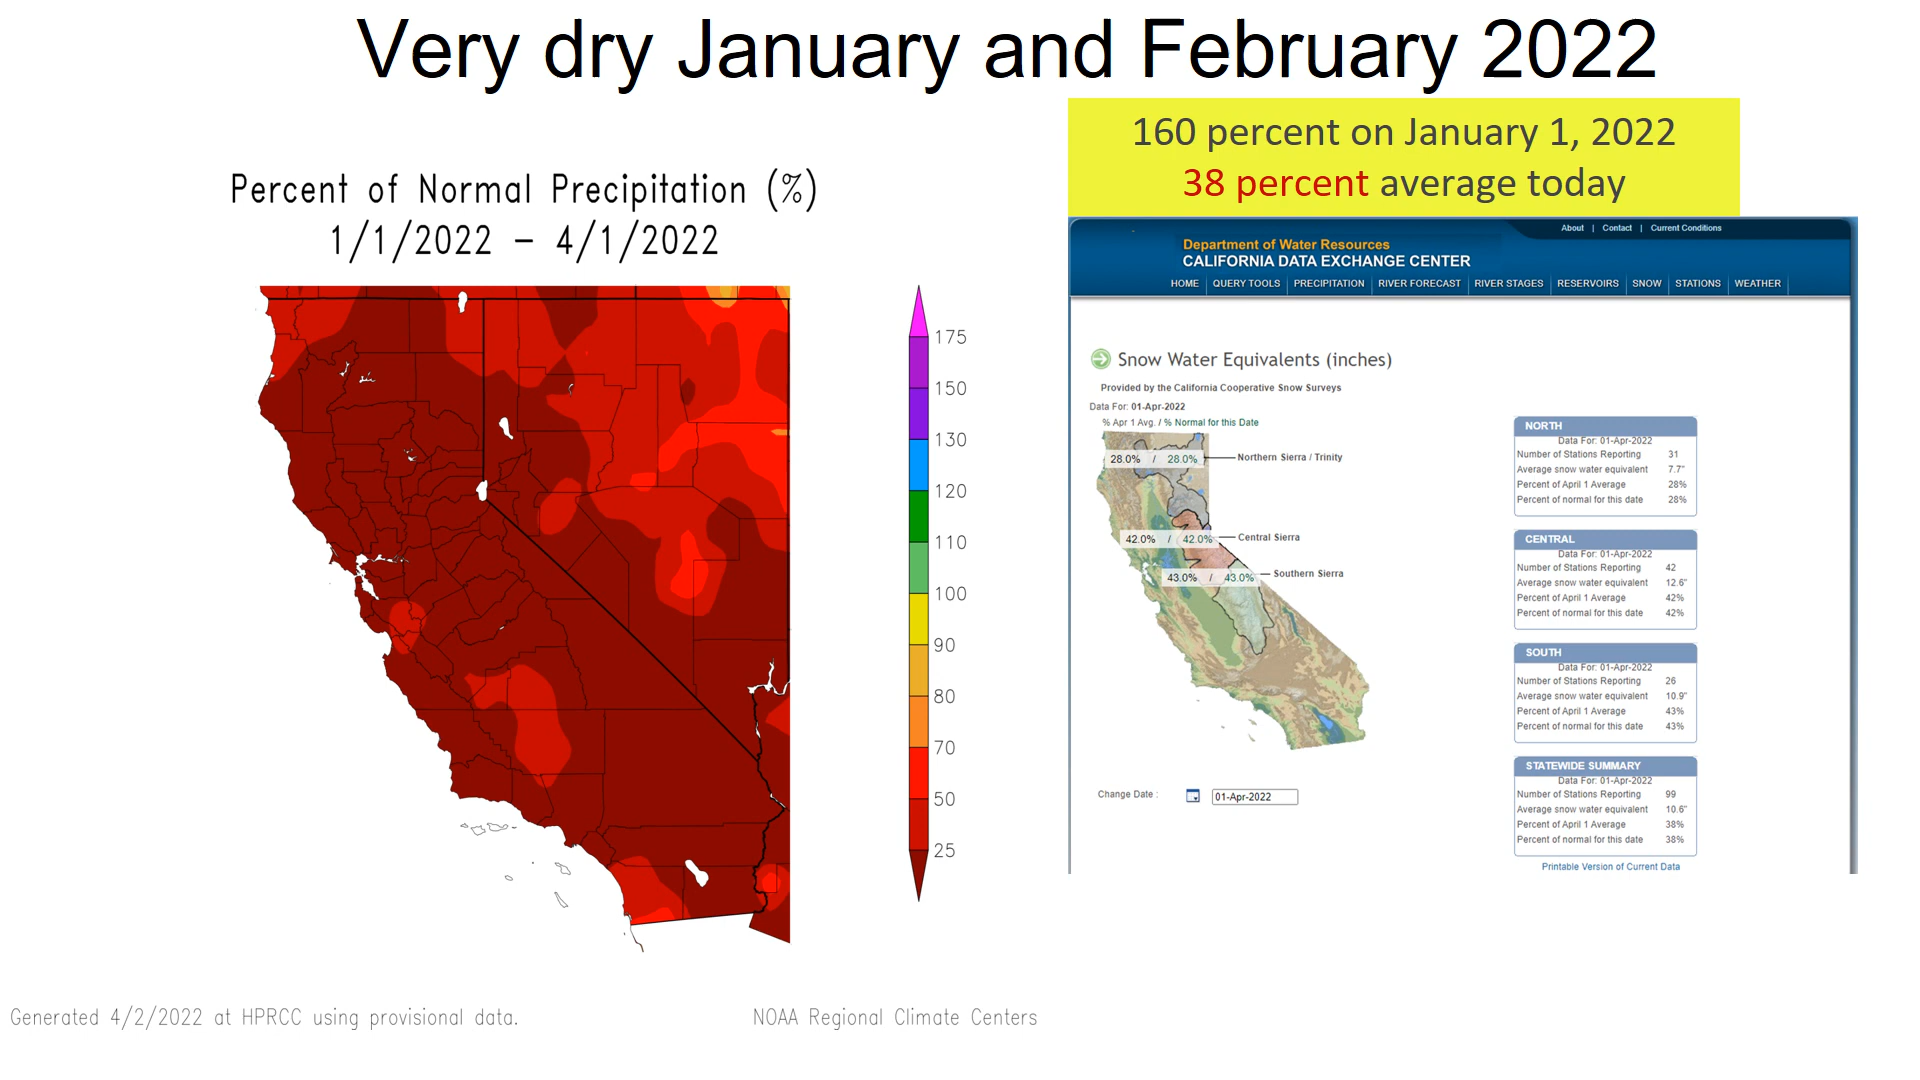 Very dry January and February 2022
160 percent on January 1, 2022
38 percent average today
Percent of Normal Precipitation (%)
1/1/2022 – 4/1/2022
175
150
130
120
110
100
90
80
70
50
25
Generated 4/2/2022 at HPRCC using provisional data.
NOAA Regional Climate Centers
About | Contact | Current Conditions
Department of Water Resources
CALIFORNIA DATA EXCHANGE CENTER
HOME QUERY TOOLS PRECIPITATION RIVER FORECAST RIVER STAGES RESERVOIRS SNOW STATIONS WEATHER
Snow Water Equivalents (inches)
Provided by the California Cooperative Snow Surveys
Data For: 01-Apr-2022
% Apr 1 Avg. / % Normal for this Date
28.0% / 28.0% Northern Sierra / Trinity
42.0% / 42.0% Central Sierra
43.0% / 43.0% Southern Sierra
Change Date : 01-Apr-2022
NORTH
Data For: 01-Apr-2022
Number of Stations Reporting 31
Average snow water equivalent 7.7"
Percent of April 1 Average 28%
Percent of normal for this date 28%
CENTRAL
Data For: 01-Apr-2022
Number of Stations Reporting 42
Average snow water equivalent 12.6"
Percent of April 1 Average 42%
Percent of normal for this date 42%
SOUTH
Data For: 01-Apr-2022
Number of Stations Reporting 26
Average snow water equivalent 10.9"
Percent of April 1 Average 43%
Percent of normal for this date 43%
STATEWIDE SUMMARY
Data For: 01-Apr-2022
Number of Stations Reporting 99
Average snow water equivalent 10.6"
Percent of April 1 Average 38%
Percent of normal for this date 38%
Printable Version of Current Data